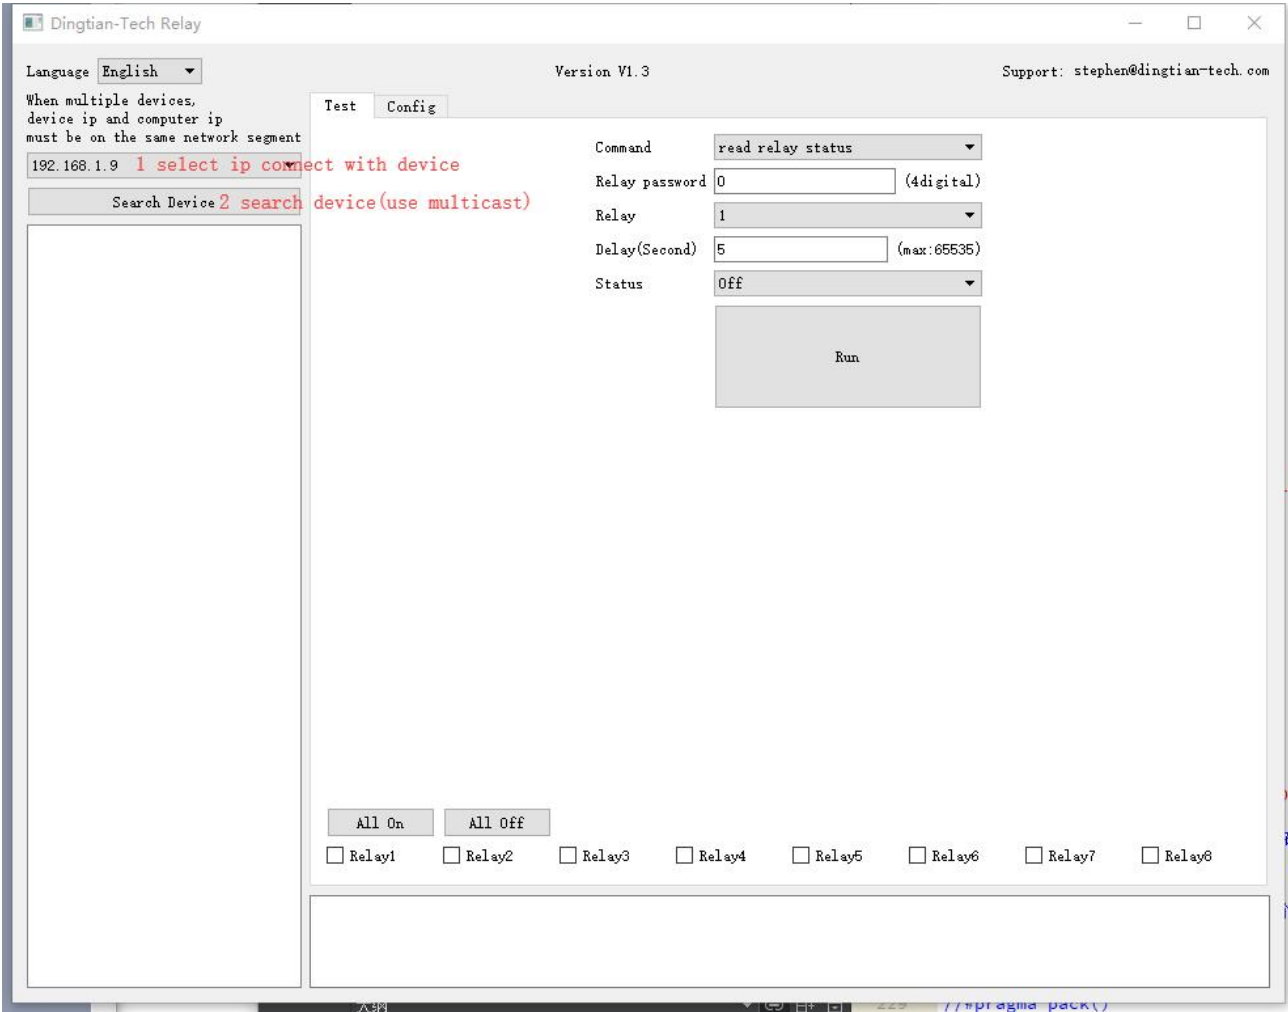 Dingtian-Tech Relay
Language English
Version V1.3
Support: stephen@dingtian-tech.com
When multiple devices,
device ip and computer ip
must be on the same network segment
192.168.1.9 1 select ip connect with device
Search Device 2 search device(use multicast)
Test Config
Command read relay status
Relay password 0 (4digital)
Relay 1
Delay(Second) 5 (max:65535)
Status Off
Run
All On All Off
Relay1 Relay2 Relay3 Relay4 Relay5 Relay6 Relay7 Relay8
大纲
229 //#pragma pack()